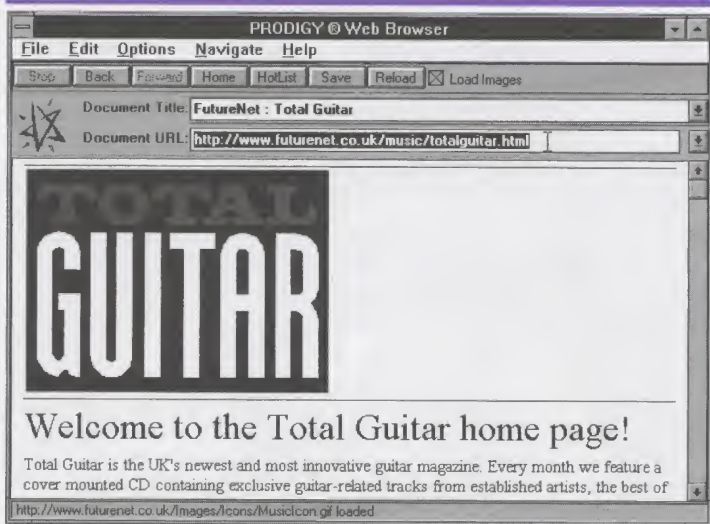 PRODIGY ® Web Browser
File Edit Options Navigate Help
Stop Back Forward Home HotList Save Reload Load Images
Document Title: FutureNet : Total Guitar
Document URL: http://www.futurenet.co.uk/music/totalguitar.html
TOTAL
GUITAR
Welcome to the Total Guitar home page!
Total Guitar is the UK's newest and most innovative guitar magazine. Every month we feature a
cover mounted CD containing exclusive guitar-related tracks from established artists, the best of
http://www.futurenet.co.uk/Images/Icons/MusicIcon.gif loaded